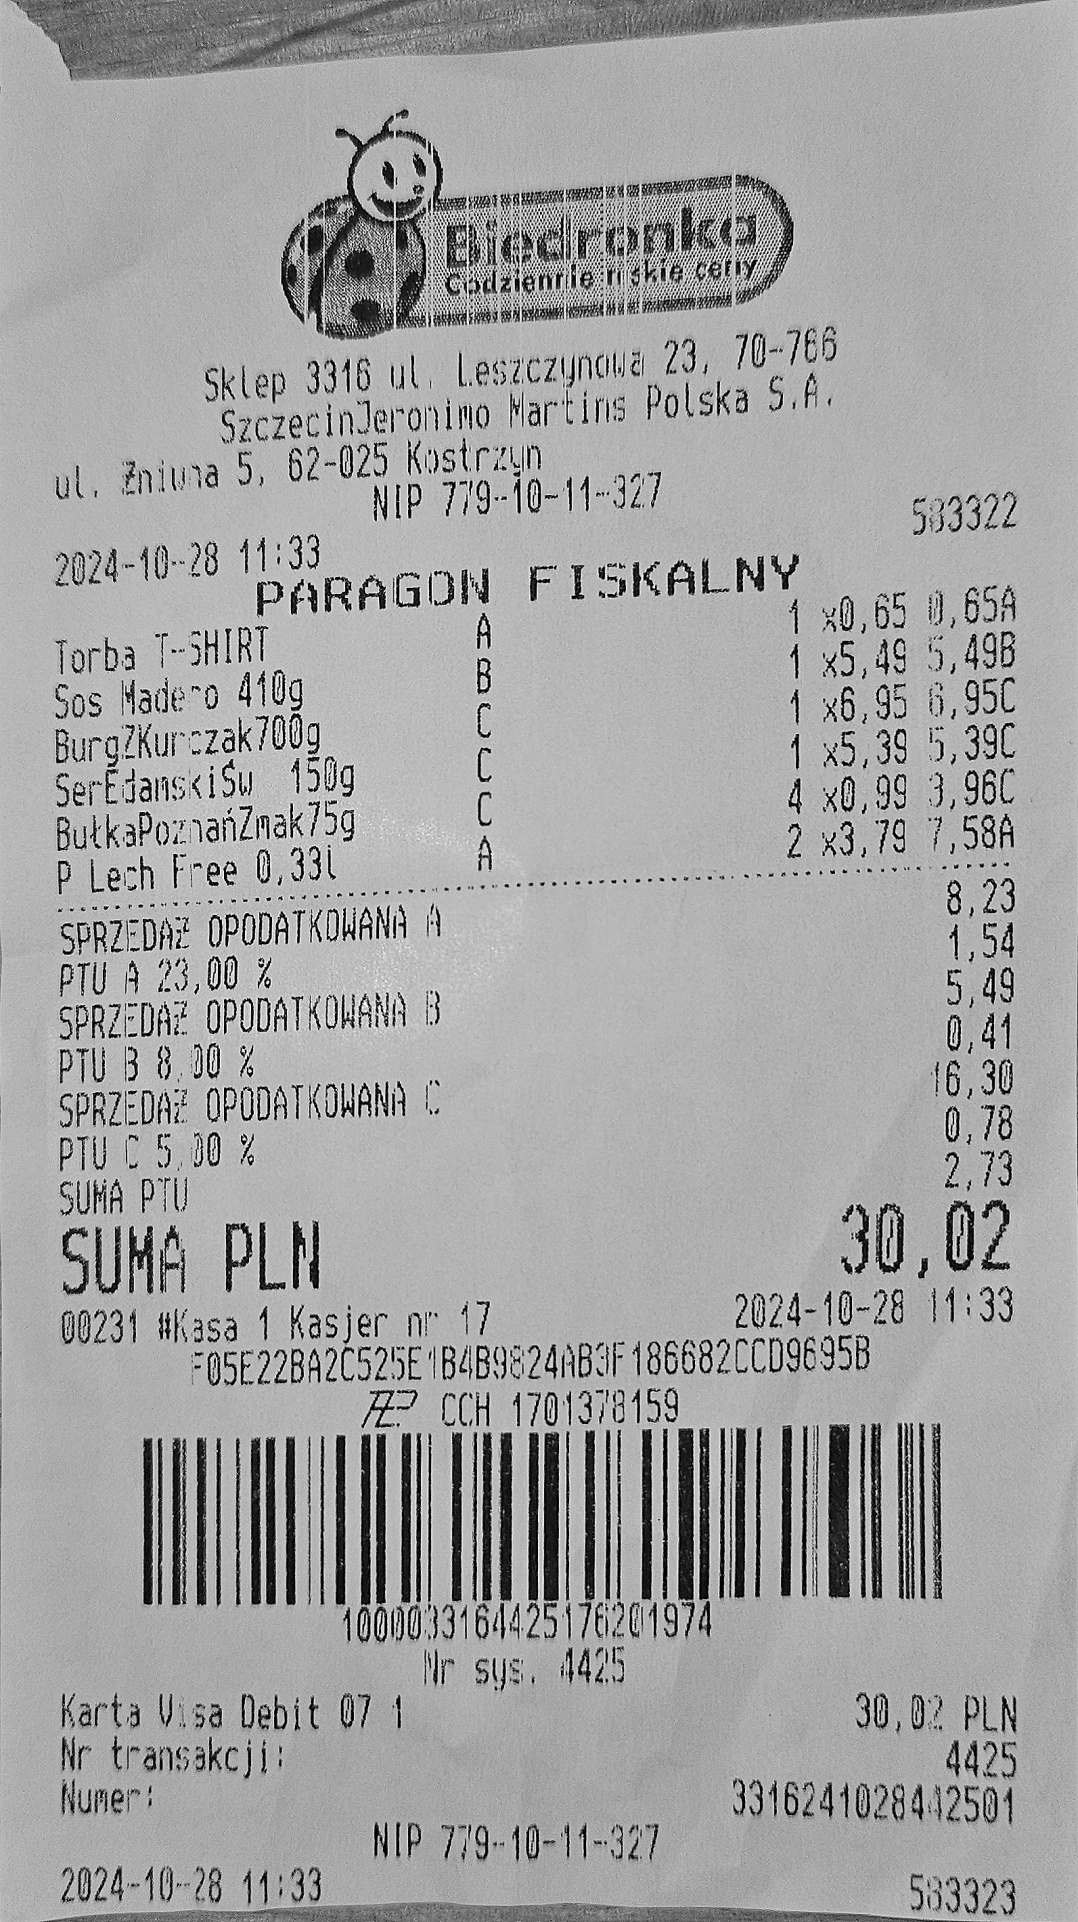 Biedronka
Codziennie niskie ceny
Sklep 3316 ul. Leszczynowa 23, 70-766
SzczecinJeronimo Martins Polska S.A.
ul. Żniwna 5, 62-025 Kostrzyn
NIP 779-10-11-327
583322
2024-10-28 11:33
PARAGON FISKALNY
Torba T-SHIRT A 1 x0,65 0,65A
Sos Madero 410g B 1 x5,49 5,49B
BurgZKurczak700g C 1 x6,95 6,95C
SerEdamskiŚw 150g C 1 x5,39 5,39C
BułkaPoznańZmak75g C 4 x0,99 3,96C
P Lech Free 0,33l A 2 x3,79 7,58A
SPRZEDAŻ OPODATKOWANA A 8,23
PTU A 23,00 % 1,54
SPRZEDAŻ OPODATKOWANA B 5,49
PTU B 8,00 % 0,41
SPRZEDAŻ OPODATKOWANA C 16,30
PTU C 5,00 % 0,78
SUMA PTU 2,73
SUMA PLN 30,02
00231 #Kasa 1 Kasjer nr 17 2024-10-28 11:33
F05E22BA2C525E1B4B9824AB3F186682CCD9695B
CCH 1701378159
1000033164425176201974
Nr sys. 4425
Karta Visa Debit 07 1 30,02 PLN
Nr transakcji: 4425
Numer: 3316241028442501
NIP 779-10-11-327
2024-10-28 11:33 583323